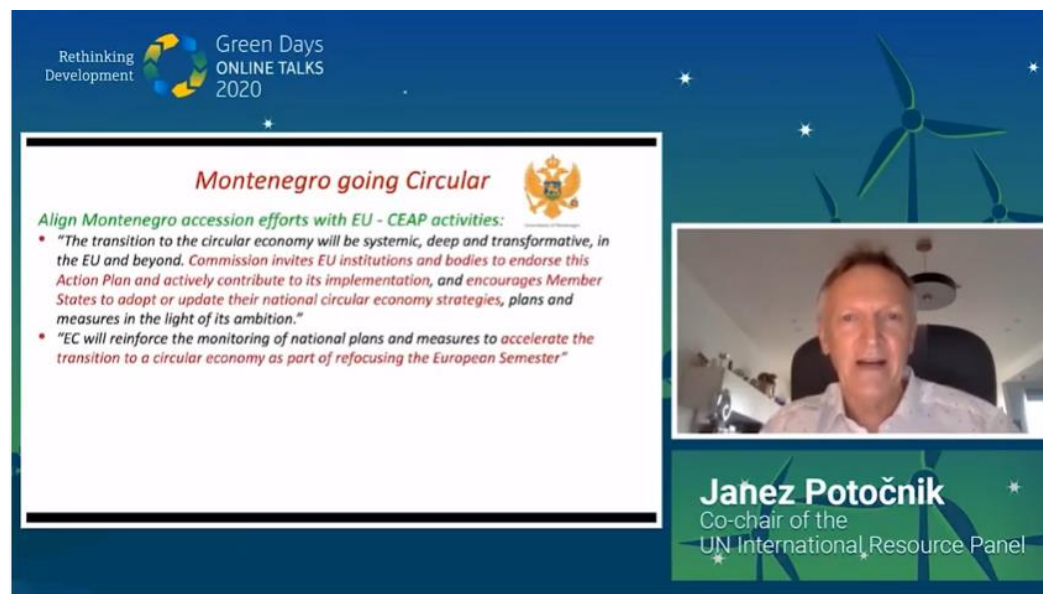 Rethinking
Development
Green Days
ONLINE TALKS
2020
Montenegro going Circular
Align Montenegro accession efforts with EU - CEAP activities:
• "The transition to the circular economy will be systemic, deep and transformative, in
the EU and beyond. Commission invites EU institutions and bodies to endorse this
Action Plan and actively contribute to its implementation, and encourages Member
States to adopt or update their national circular economy strategies, plans and
measures in the light of its ambition."
• "EC will reinforce the monitoring of national plans and measures to accelerate the
transition to a circular economy as part of refocusing the European Semester"
Janez Potočnik
Co-chair of the
UN International Resource Panel